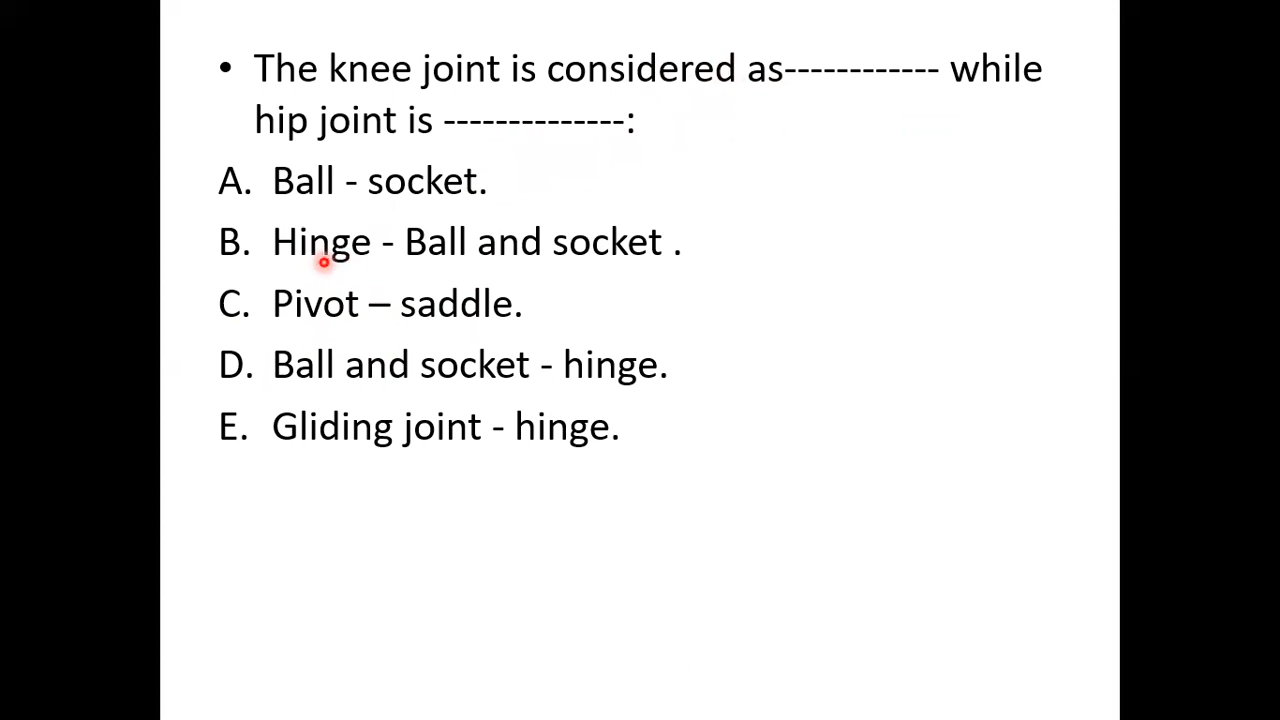 • The knee joint is considered as------------ while
hip joint is --------------:
A. Ball - socket.
B. Hinge - Ball and socket .
C. Pivot – saddle.
D. Ball and socket - hinge.
E. Gliding joint - hinge.